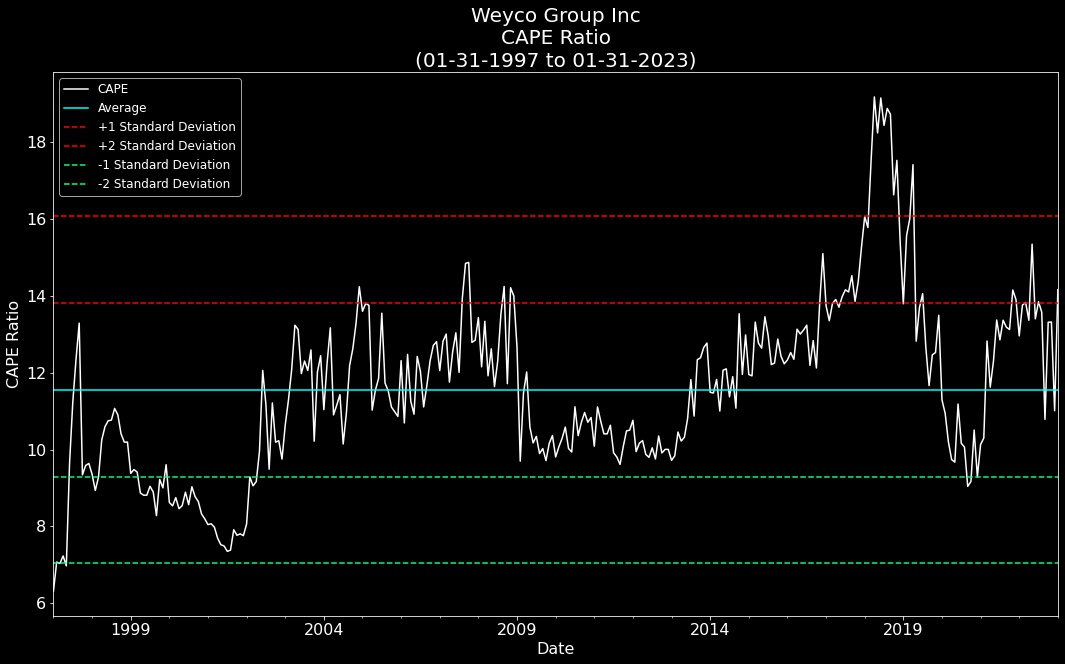 Weyco Group Inc
CAPE Ratio
(01-31-1997 to 01-31-2023)
CAPE
Average
+1 Standard Deviation
+2 Standard Deviation
-1 Standard Deviation
-2 Standard Deviation
CAPE Ratio
18
16
14
12
10
8
6
1999 2004 2009 2014 2019
Date